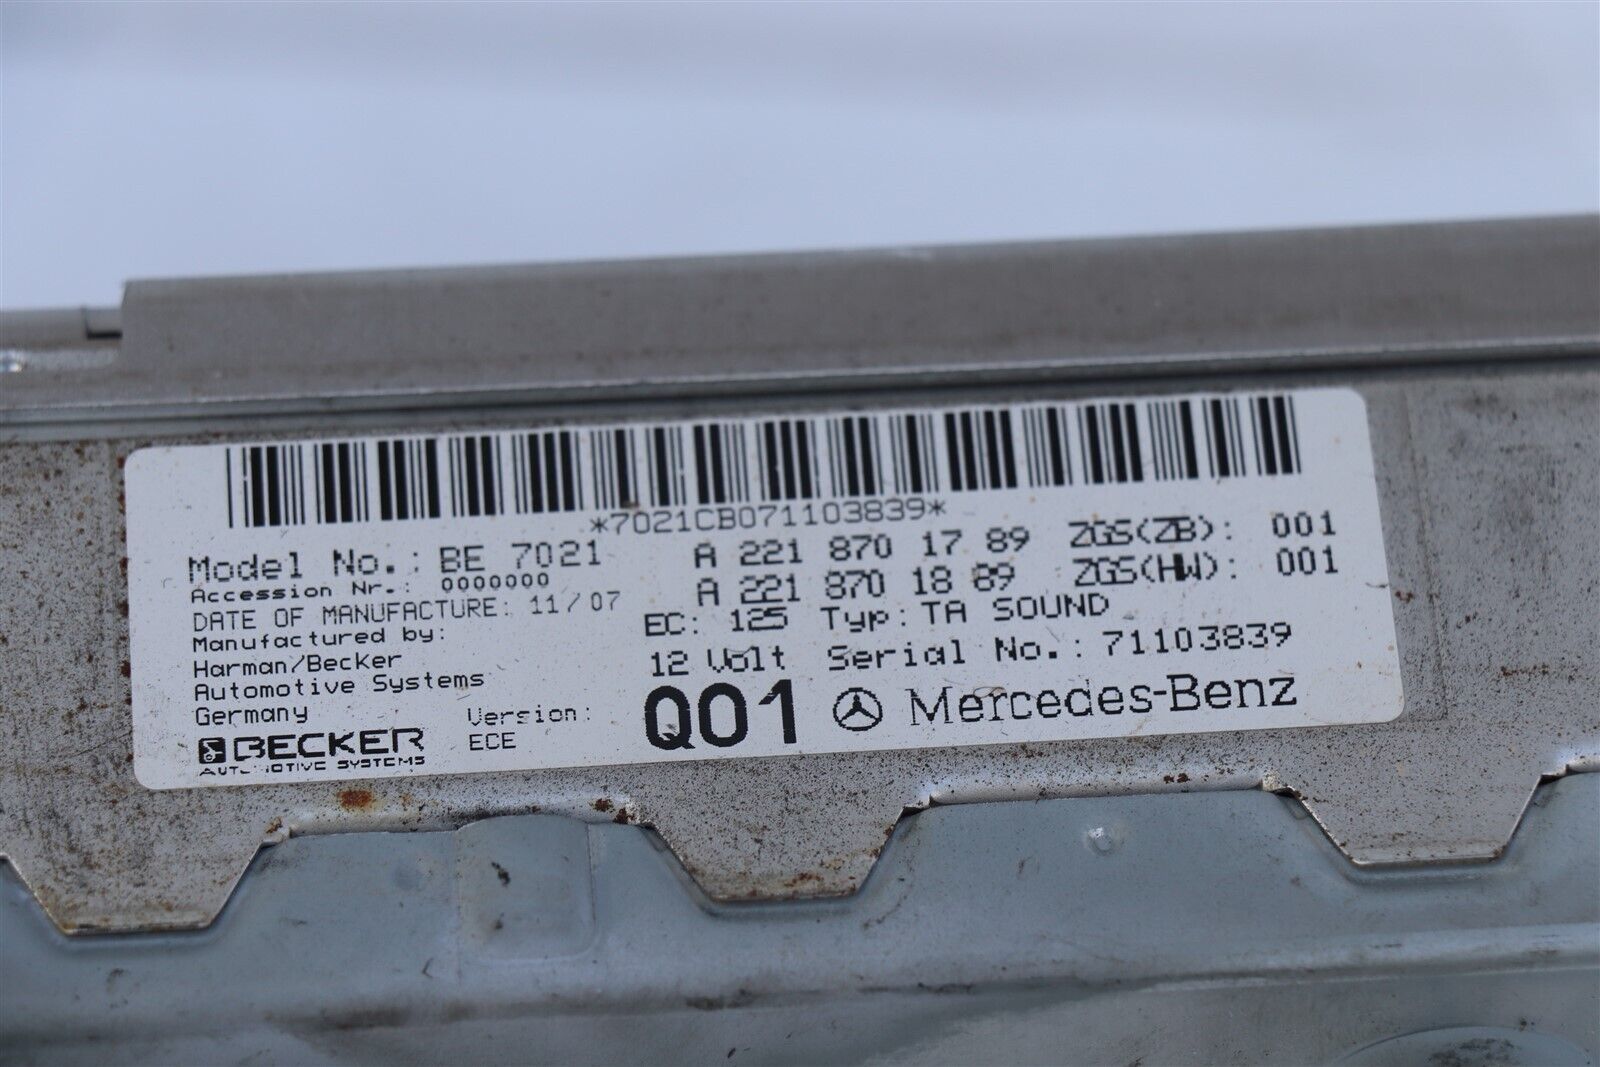 *7021CB071103839*
Model No.: BE 7021 A 221 870 17 89 ZGS(ZB): 001
Accession Nr.: 0000000 A 221 870 18 89 ZGS(HW): 001
DATE OF MANUFACTURE: 11/07 EC: 125 Typ: TA SOUND
Manufactured by: 12 Volt Serial No.: 71103839
Harman/Becker
Automotive Systems
Germany Version: Q01 Mercedes-Benz
BECKER ECE
AUTOMOTIVE SYSTEMS